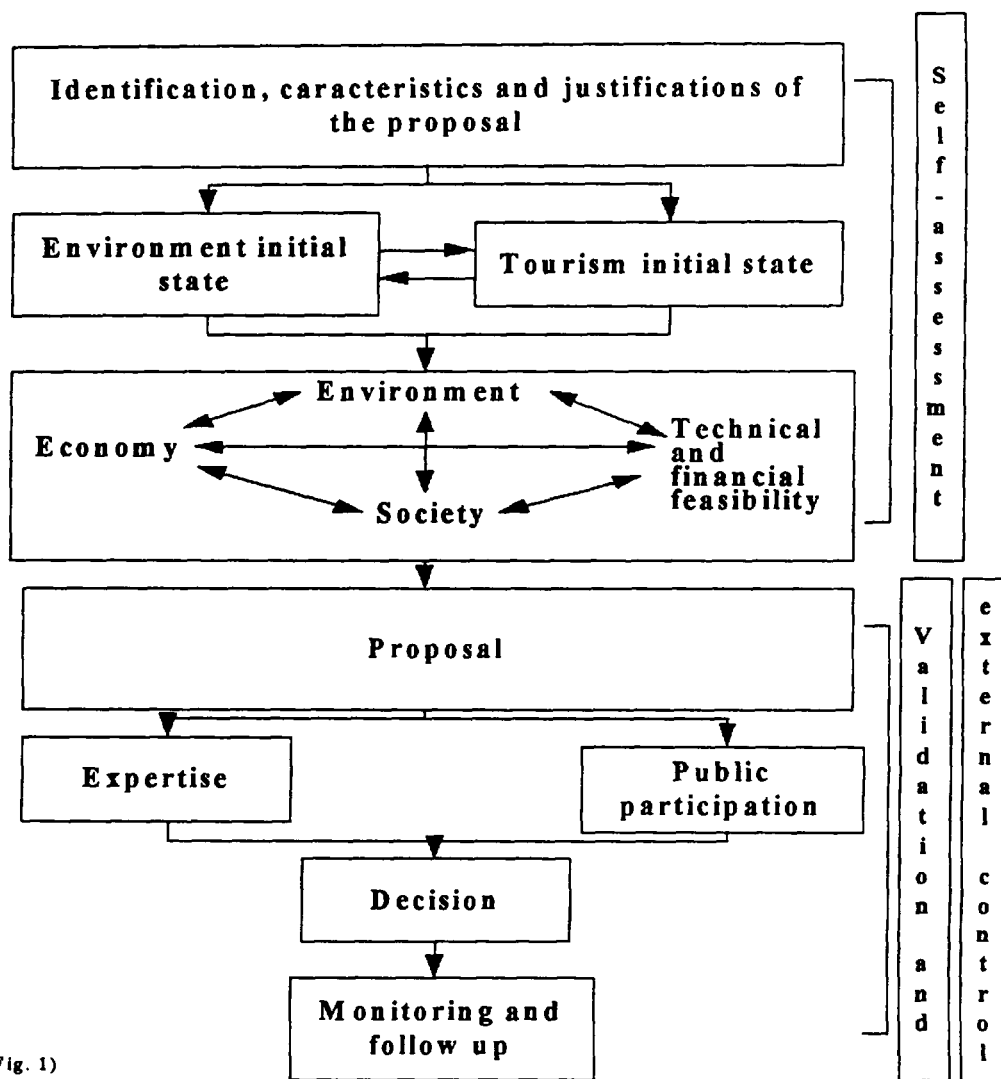 Identification, caracteristics and justifications of
the proposal
Environment initial
state
Tourism initial state
Environment
Economy
Technical
and
financial
feasibility
Society
Proposal
Expertise
Public
participation
Decision
Monitoring and
follow up
Self-assessment
Validation and
external control
Fig. 1)